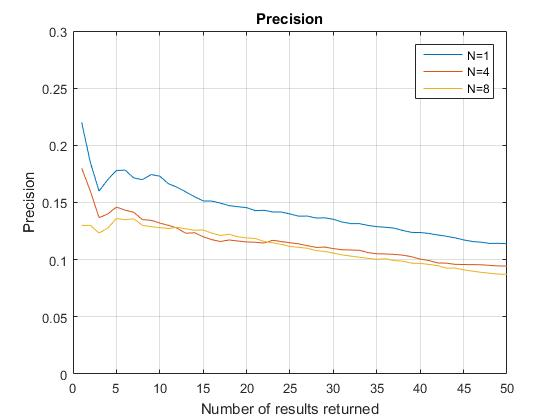 Precision
0.3
0.25
0.2
0.15
0.1
0.05
0
Precision
N=1
N=4
N=8
0 5 10 15 20 25 30 35 40 45 50
Number of results returned